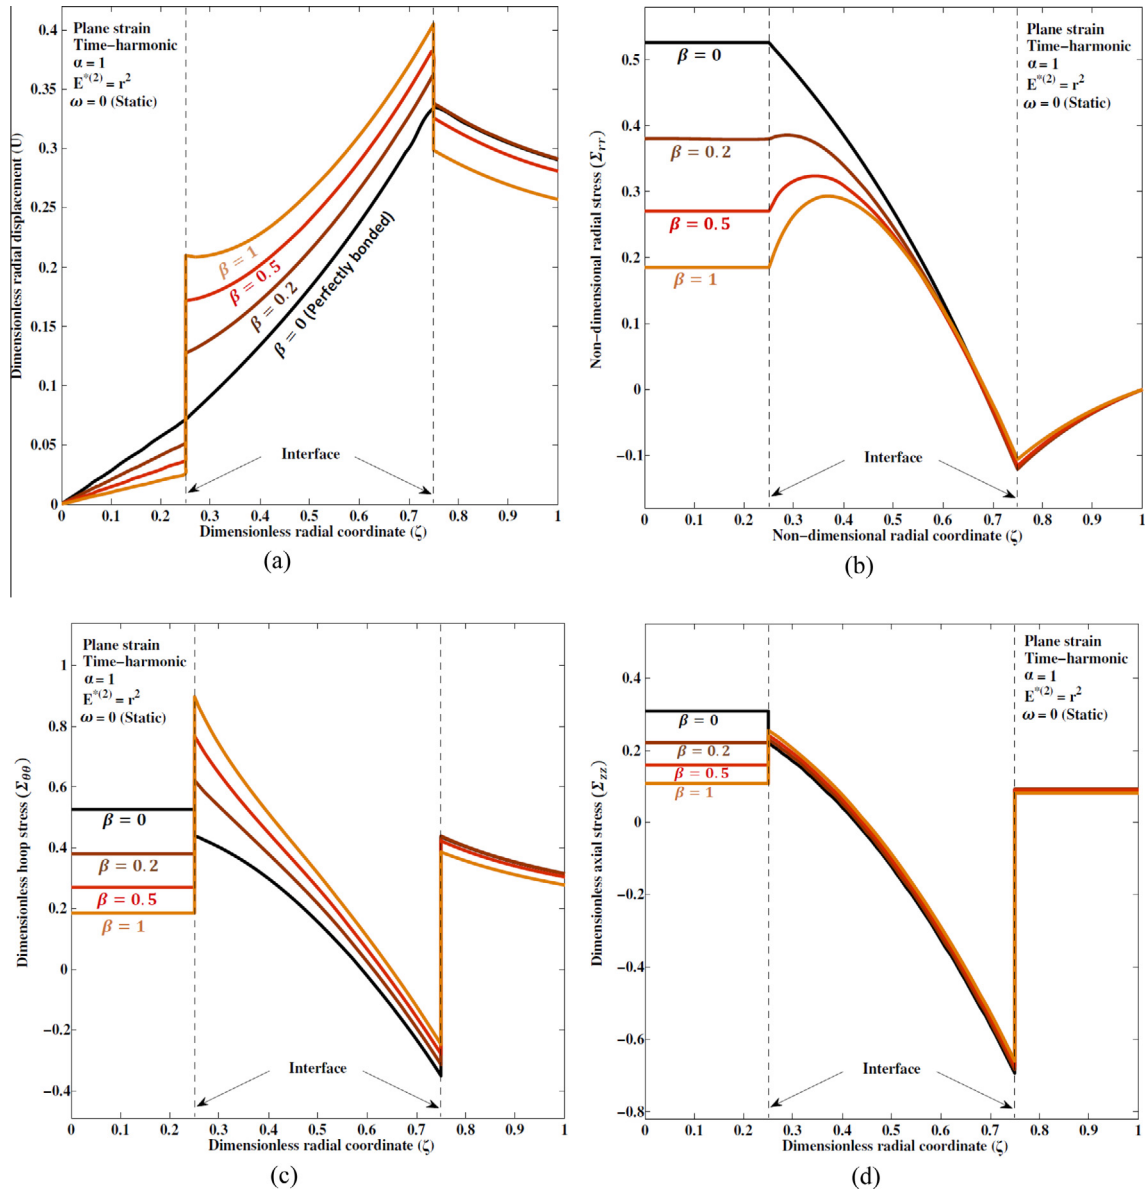 Plane strain
Time-harmonic
α = 1
E*(2) = r2
ω = 0 (Static)
Dimensionless radial displacement (U)
0.4
0.35
0.3
0.25
0.2
0.15
0.1
0.05
0
β = 1
β = 0.5
β = 0.2
β = 0 (Perfectly bonded)
Interface
0 0.1 0.2 0.3 0.4 0.5 0.6 0.7 0.8 0.9 1
Dimensionless radial coordinate (ζ)
(a)
Plane strain
Time-harmonic
α = 1
E*(2) = r2
ω = 0 (Static)
Non-dimensional radial stress (Σrr)
0.5
0.4
0.3
0.2
0.1
0
-0.1
β = 0
β = 0.2
β = 0.5
β = 1
Interface
0 0.1 0.2 0.3 0.4 0.5 0.6 0.7 0.8 0.9 1
Non-dimensional radial coordinate (ζ)
(b)
Plane strain
Time-harmonic
α = 1
E*(2) = r2
ω = 0 (Static)
Dimensionless hoop stress (Σθθ)
1
0.8
0.6
0.4
0.2
0
-0.2
-0.4
β = 0
β = 0.2
β = 0.5
β = 1
Interface
0 0.1 0.2 0.3 0.4 0.5 0.6 0.7 0.8 0.9 1
Dimensionless radial coordinate (ζ)
(c)
Plane strain
Time-harmonic
α = 1
E*(2) = r2
ω = 0 (Static)
Dimensionless axial stress (Σzz)
0.4
0.2
0
-0.2
-0.4
-0.6
-0.8
β = 0
β = 0.2
β = 0.5
β = 1
Interface
0 0.1 0.2 0.3 0.4 0.5 0.6 0.7 0.8 0.9 1
Dimensionless radial coordinate (ζ)
(d)